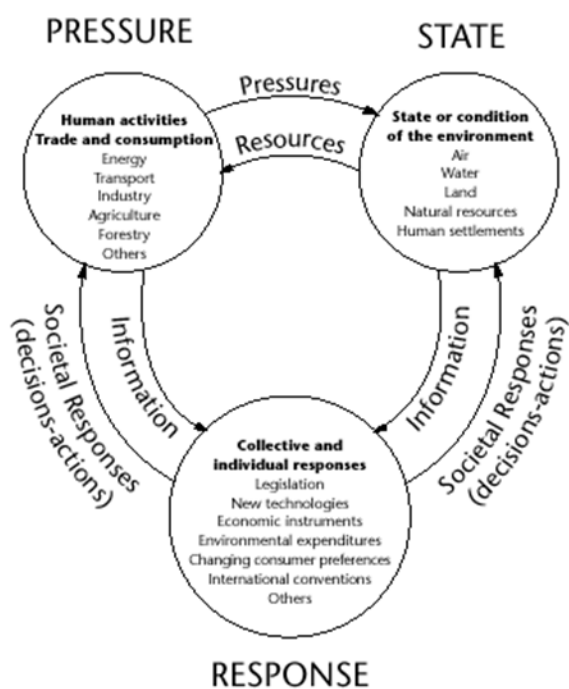 PRESSURE
STATE
Pressures
Resources
Human activities
Trade and consumption
Energy
Transport
Industry
Agriculture
Forestry
Others
State or condition
of the environment
Air
Water
Land
Natural resources
Human settlements
Societal Responses
(decisions-actions)
Information
Information
Societal Responses
(decisions-actions)
Collective and
individual responses
Legislation
New technologies
Economic instruments
Environmental expenditures
Changing consumer preferences
International conventions
Others
RESPONSE